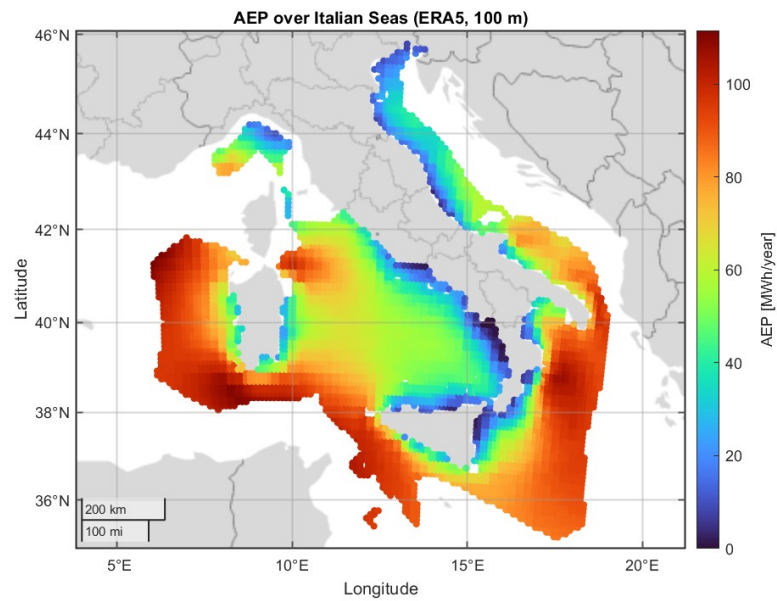 AEP over Italian Seas (ERA5, 100 m)
46°N
44°N
42°N
40°N
38°N
36°N
Latitude
200 km
100 mi
5°E
10°E
15°E
20°E
Longitude
100
80
60
40
20
0
AEP [MWh/year]